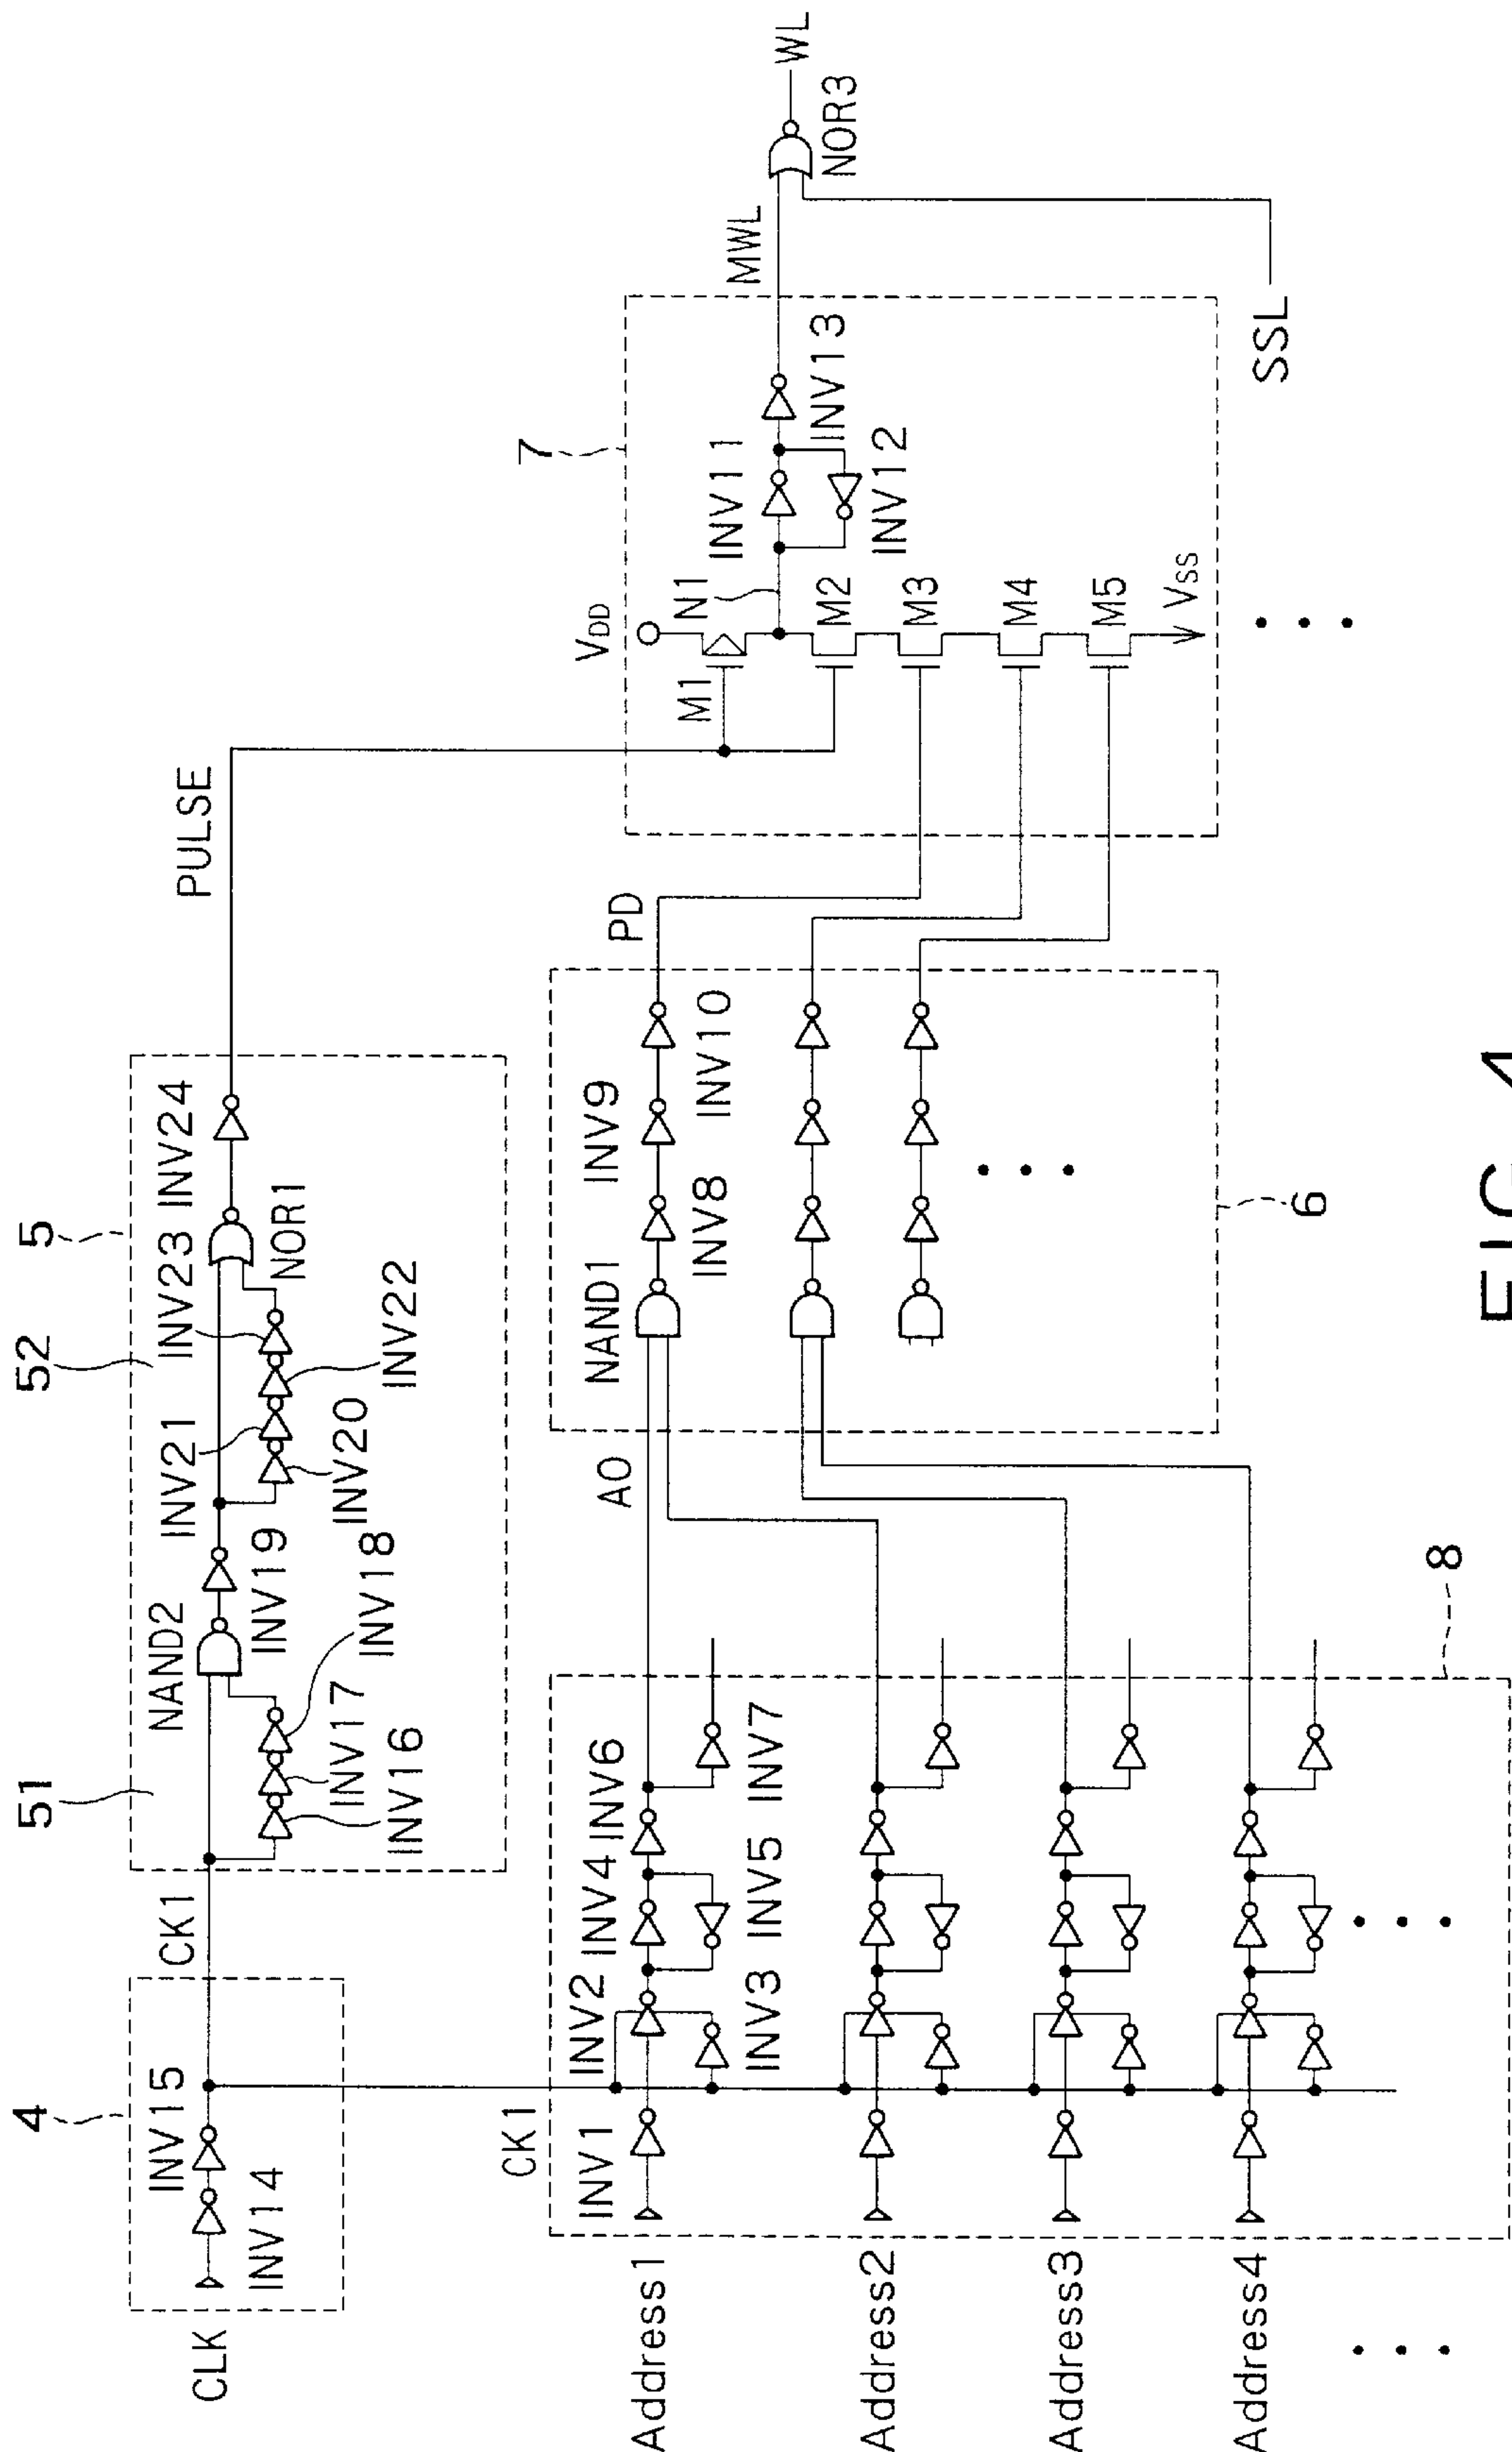 CLK
4
INV14
INV15
CK1
51
5
52
INV16
INV17
INV18
NAND2
INV19
INV20
INV21
INV22
INV23
NOR1
INV24
PULSE
Address1
Address2
Address3
Address4
CK1
INV1
INV2
INV3
INV4
INV5
INV6
INV7
8
A0
NAND1
INV8
INV9
INV10
6
PD
7
VDD
M1
N1
M2
M3
M4
M5
VSS
INV11
INV12
INV13
MWL
SSL
NOR3
WL